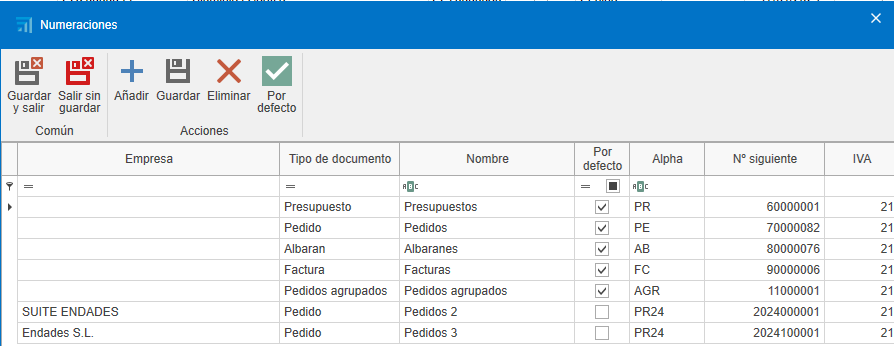 Numeraciones
Guardar y salir
Salir sin guardar
Añadir
Guardar
Eliminar
Por defecto
Común
Acciones
Empresa Tipo de documento Nombre Por defecto Alpha Nº siguiente IVA
= = ABC = ABC
Presupuesto Presupuestos PR 60000001 21
Pedido Pedidos PE 70000082 21
Albaran Albaranes AB 80000076 21
Factura Facturas FC 90000006 21
Pedidos agrupados Pedidos agrupados AGR 11000001 21
SUITE ENDADES Pedido Pedidos 2 PR24 2024000001 21
Endades S.L. Pedido Pedidos 3 PR24 2024100001 21